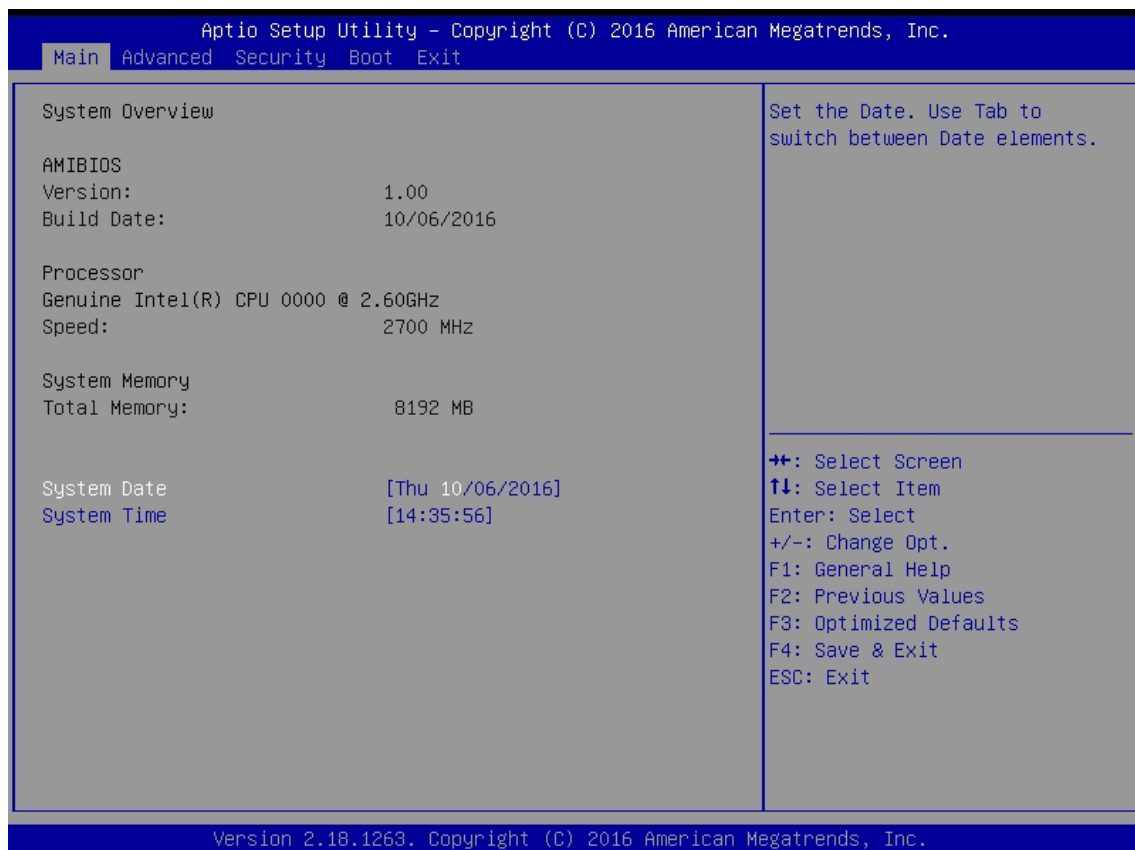 Aptio Setup Utility – Copyright (C) 2016 American Megatrends, Inc.
Main Advanced Security Boot Exit
System Overview
AMIBIOS
Version: 1.00
Build Date: 10/06/2016
Processor
Genuine Intel(R) CPU 0000 @ 2.60GHz
Speed: 2700 MHz
System Memory
Total Memory: 8192 MB
System Date [Thu 10/06/2016]
System Time [14:35:56]
Set the Date. Use Tab to
switch between Date elements.
→←: Select Screen
↑↓: Select Item
Enter: Select
+/-: Change Opt.
F1: General Help
F2: Previous Values
F3: Optimized Defaults
F4: Save & Exit
ESC: Exit
Version 2.18.1263. Copyright (C) 2016 American Megatrends, Inc.